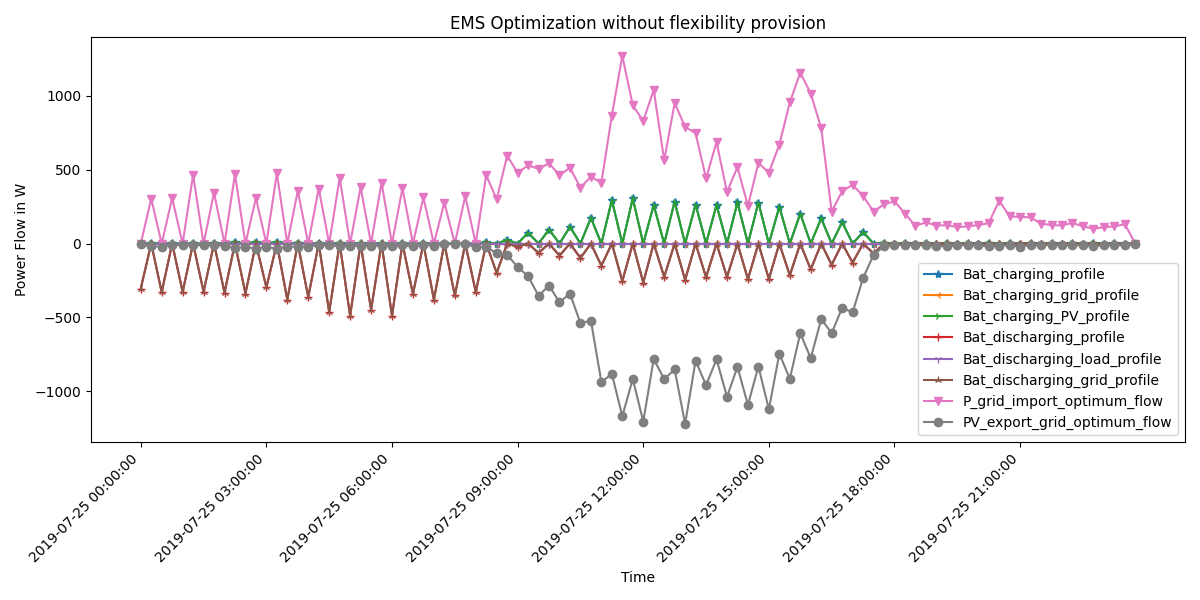 EMS Optimization without flexibility provision
Power Flow in W
1000
500
0
−500
−1000
Bat_charging_profile
Bat_charging_grid_profile
Bat_charging_PV_profile
Bat_discharging_profile
Bat_discharging_load_profile
Bat_discharging_grid_profile
P_grid_import_optimum_flow
PV_export_grid_optimum_flow
2019-07-25 00:00:00
2019-07-25 03:00:00
2019-07-25 06:00:00
2019-07-25 09:00:00
2019-07-25 12:00:00
2019-07-25 15:00:00
2019-07-25 18:00:00
2019-07-25 21:00:00
Time